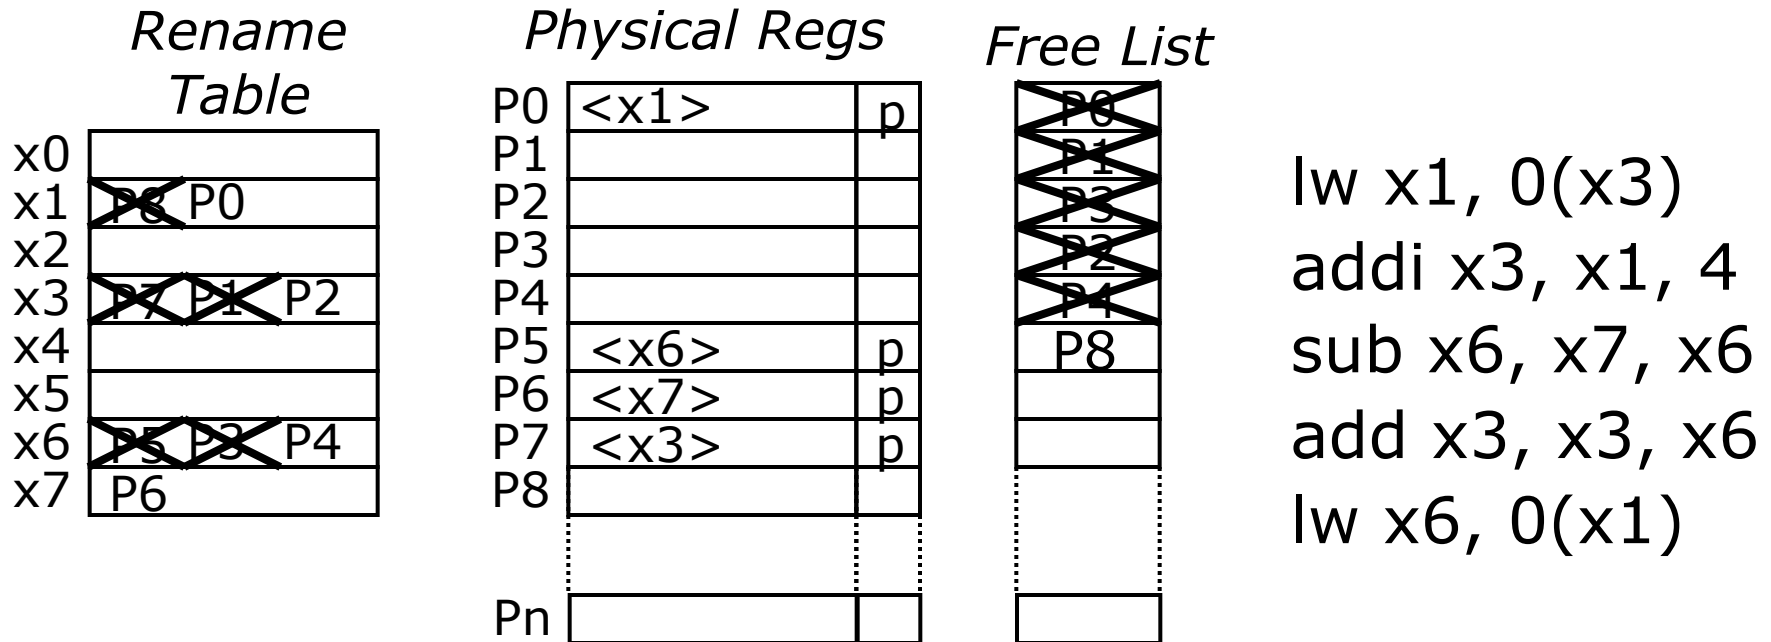 Rename
Table
x0
x1 P8 P0
x2
x3 P7 P1 P2
x4
x5
x6 P5 P3 P4
x7 P6
Physical Regs
P0 <x1> p
P1
P2
P3
P4
P5 <x6> p
P6 <x7> p
P7 <x3> p
P8
Pn
Free List
P0
P1
P3
P2
P4
P8
lw x1, 0(x3)
addi x3, x1, 4
sub x6, x7, x6
add x3, x3, x6
lw x6, 0(x1)